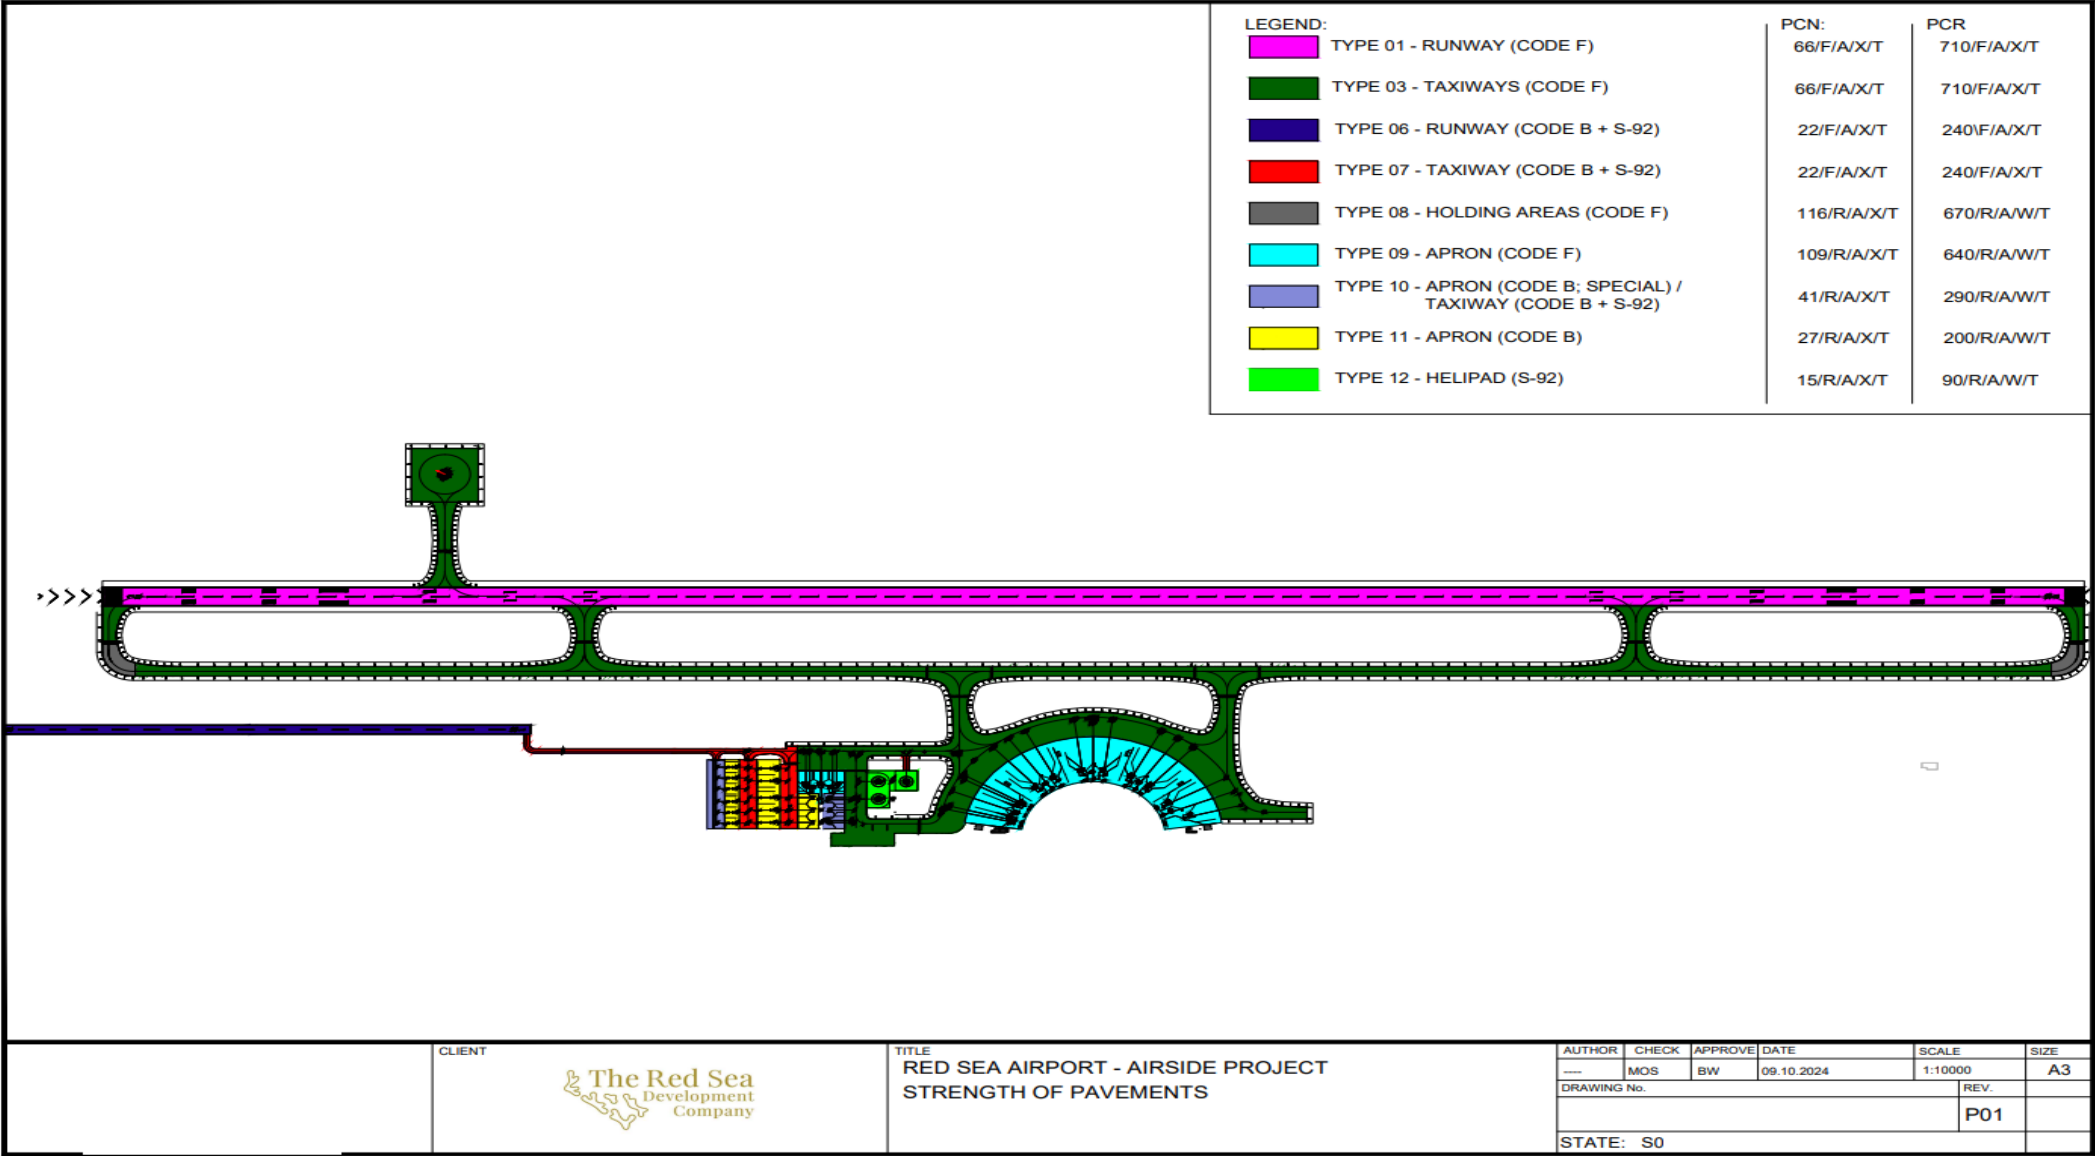 LEGEND: PCN: PCR
TYPE 01 - RUNWAY (CODE F) 66/F/A/X/T 710/F/A/X/T
TYPE 03 - TAXIWAYS (CODE F) 66/F/A/X/T 710/F/A/X/T
TYPE 06 - RUNWAY (CODE B + S-92) 22/F/A/X/T 240\F/A/X/T
TYPE 07 - TAXIWAY (CODE B + S-92) 22/F/A/X/T 240/F/A/X/T
TYPE 08 - HOLDING AREAS (CODE F) 116/R/A/X/T 670/R/A/W/T
TYPE 09 - APRON (CODE F) 109/R/A/X/T 640/R/A/W/T
TYPE 10 - APRON (CODE B; SPECIAL) /
TAXIWAY (CODE B + S-92) 41/R/A/X/T 290/R/A/W/T
TYPE 11 - APRON (CODE B) 27/R/A/X/T 200/R/A/W/T
TYPE 12 - HELIPAD (S-92) 15/R/A/X/T 90/R/A/W/T
CLIENT
The Red Sea
Development
Company
TITLE
RED SEA AIRPORT - AIRSIDE PROJECT
STRENGTH OF PAVEMENTS
AUTHOR CHECK APPROVE DATE SCALE SIZE
---- MOS BW 09.10.2024 1:10000 A3
DRAWING No. REV.
P01
STATE: S0